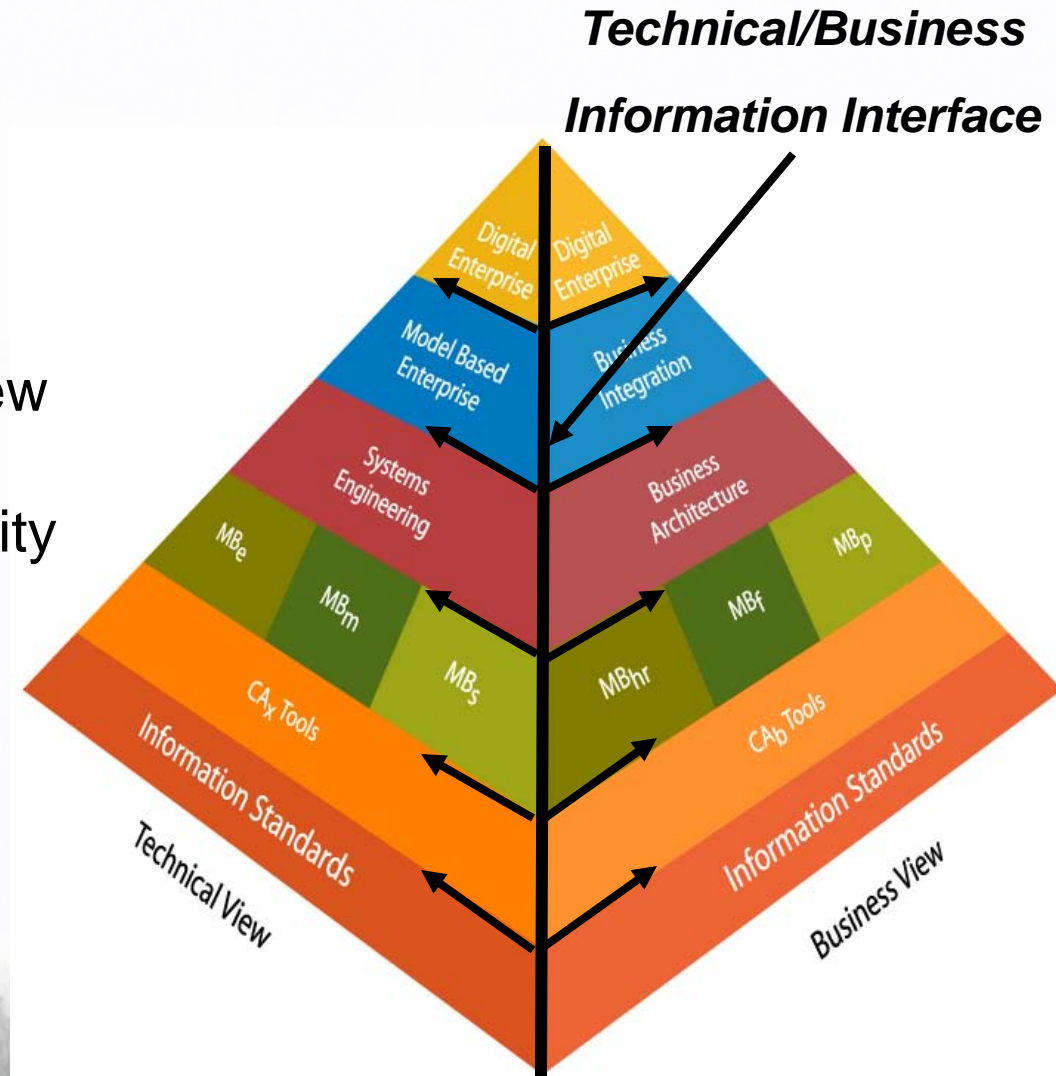 Technical/Business
Information Interface
ew
ity
Digital
Enterprise
Digital
Enterprise
Model Based
Enterprise
Business
Integration
Systems
Engineering
Business
Architecture
MBe
MBm
MBs
MBhr
MBf
MBp
CAx Tools
CAb Tools
Information Standards
Information Standards
Technical View
Business View